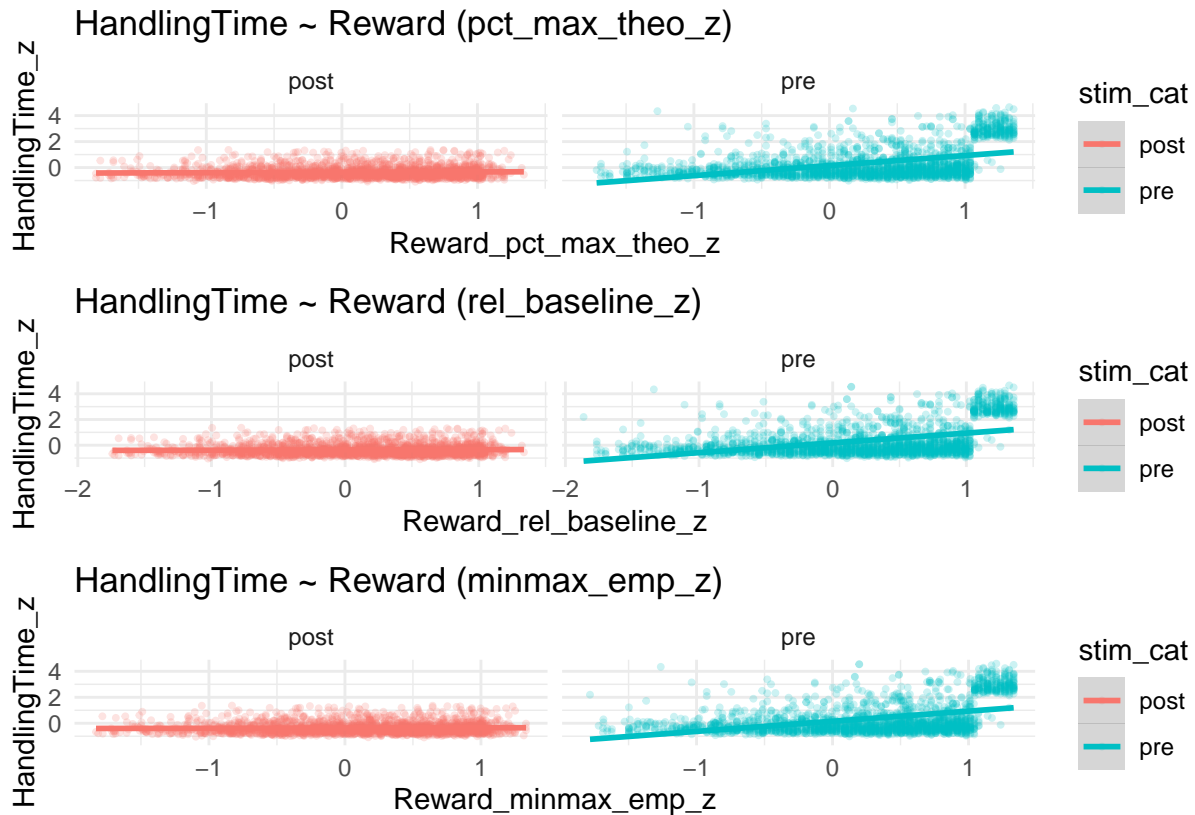 HandlingTime ~ Reward (pct_max_theo_z)
post pre
HandlingTime_z
4
2
0
−1 0 1 −1 0 1
Reward_pct_max_theo_z
stim_cat
post
pre
HandlingTime ~ Reward (rel_baseline_z)
post pre
HandlingTime_z
4
2
0
−2 −1 0 1 −2 −1 0 1
Reward_rel_baseline_z
stim_cat
post
pre
HandlingTime ~ Reward (minmax_emp_z)
post pre
HandlingTime_z
4
2
0
−1 0 1 −1 0 1
Reward_minmax_emp_z
stim_cat
post
pre